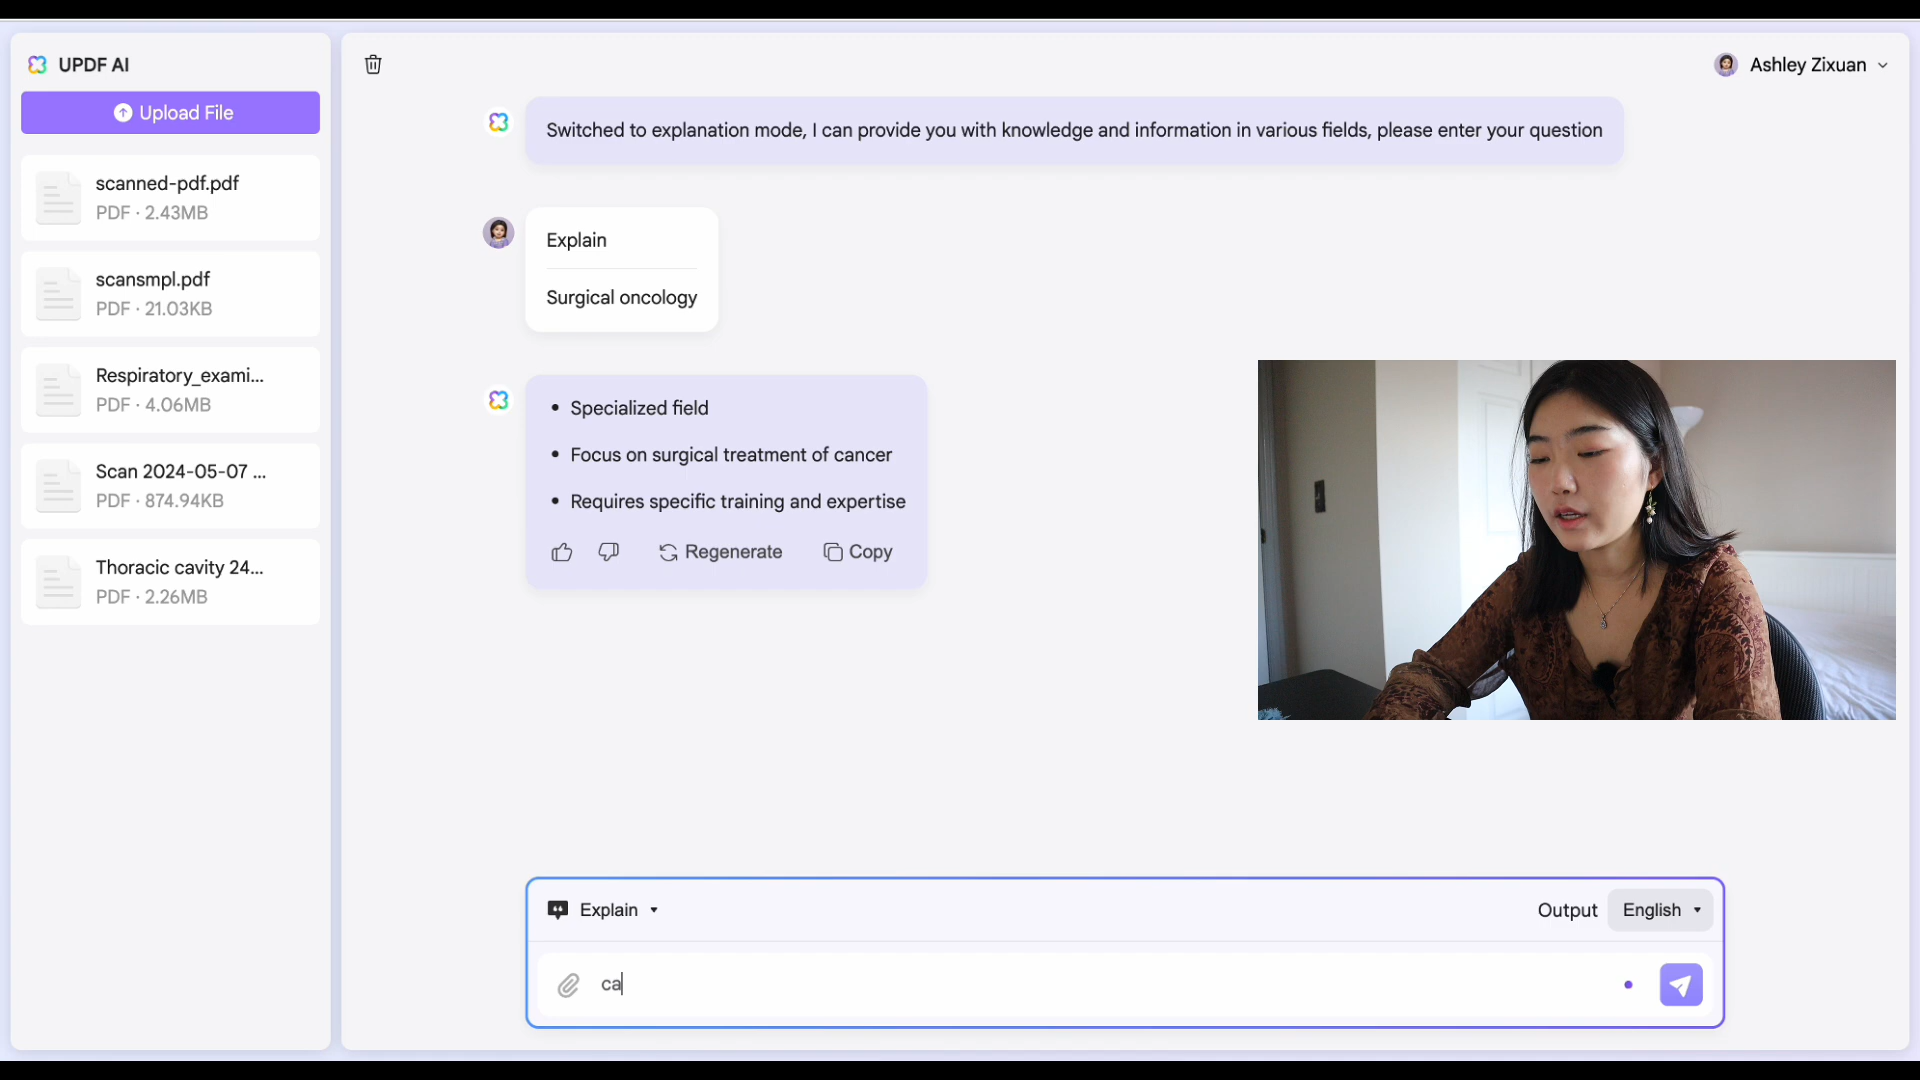 UPDF AI
Upload File
scanned-pdf.pdf
PDF · 2.43MB
scansmpl.pdf
PDF · 21.03KB
Respiratory_exami...
PDF · 4.06MB
Scan 2024-05-07 ...
PDF · 874.94KB
Thoracic cavity 24...
PDF · 2.26MB
Ashley Zixuan
Switched to explanation mode, I can provide you with knowledge and information in various fields, please enter your question
Explain
Surgical oncology
• Specialized field
• Focus on surgical treatment of cancer
• Requires specific training and expertise
Regenerate Copy
Explain Output English
ca